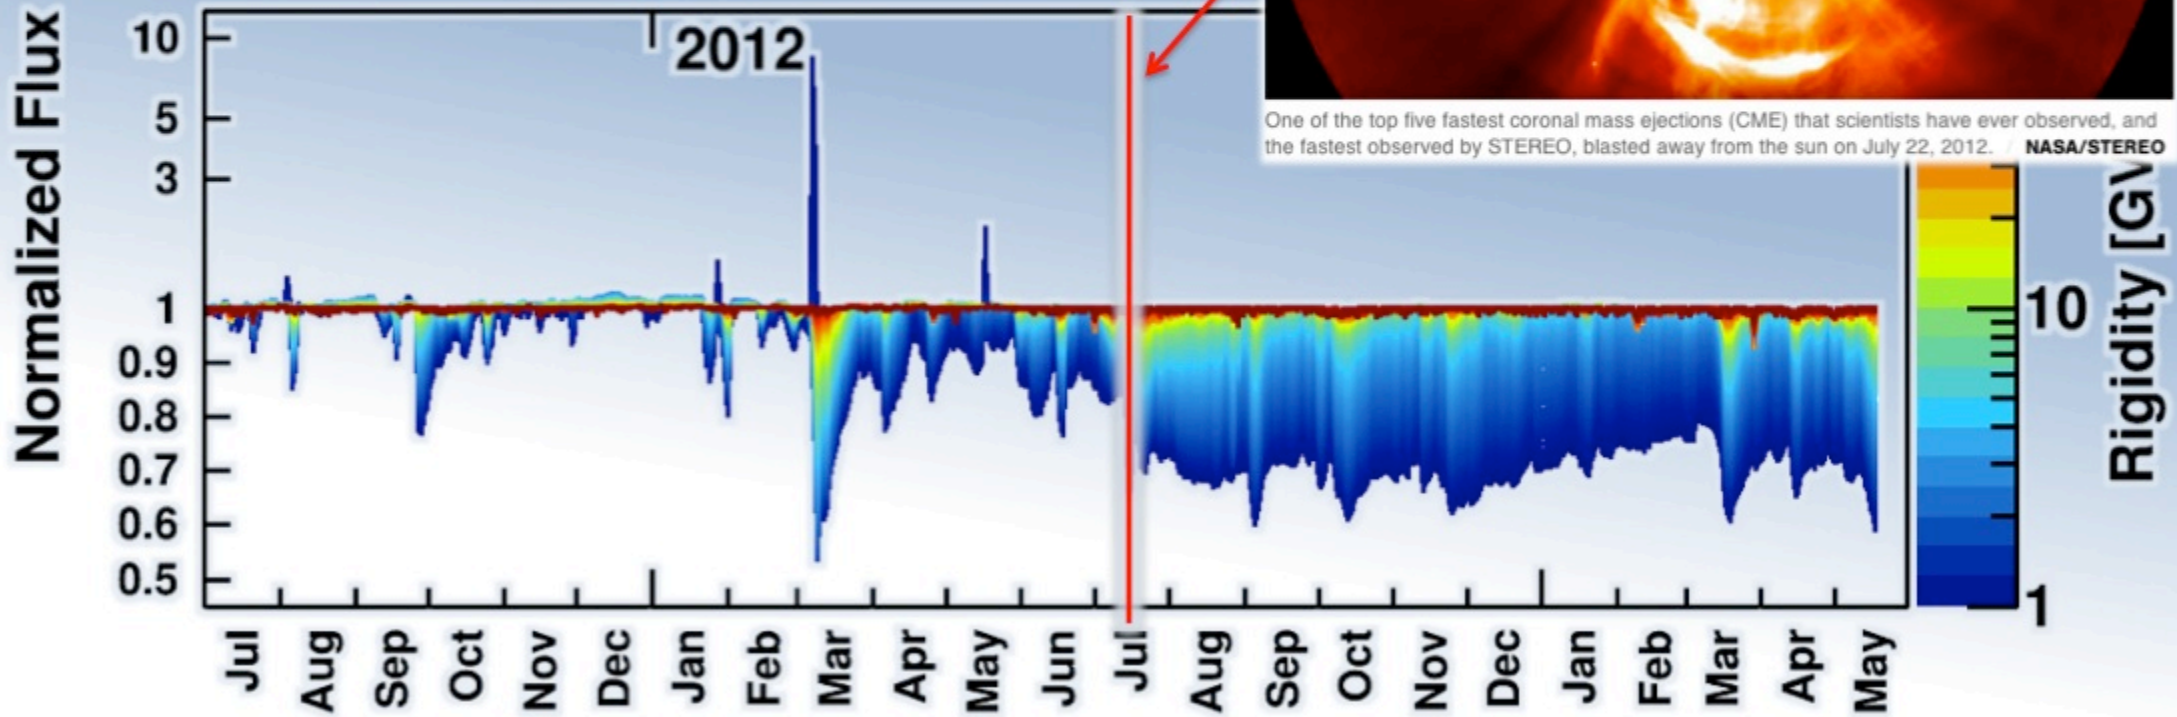 Normalized Flux
10
5
3
1
0.9
0.8
0.7
0.6
0.5
2012
One of the top five fastest coronal mass ejections (CME) that scientists have ever observed, and
the fastest observed by STEREO, blasted away from the sun on July 22, 2012. / NASA/STEREO
10
1
Rigidity [GV
Jul Aug Sep Oct Nov Dec Jan Feb Mar Apr May Jun Jul Aug Sep Oct Nov Dec Jan Feb Mar Apr May